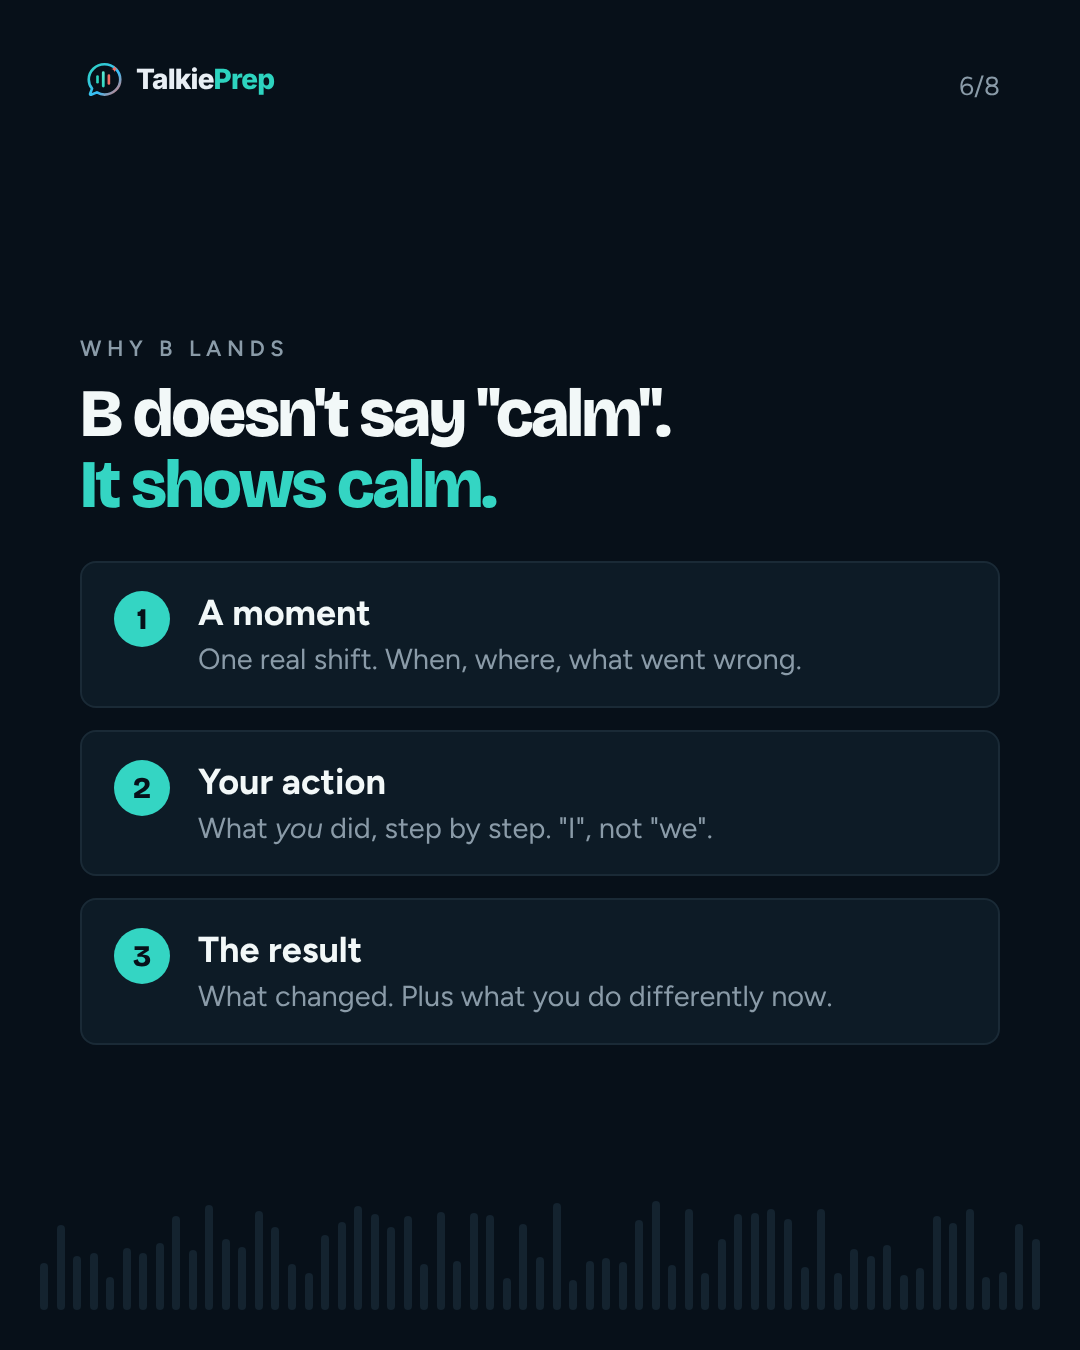 TalkiePrep
6/8
WHY B LANDS
B doesn't say "calm".
It shows calm.
1
A moment
One real shift. When, where, what went wrong.
2
Your action
What you did, step by step. "I", not "we".
3
The result
What changed. Plus what you do differently now.